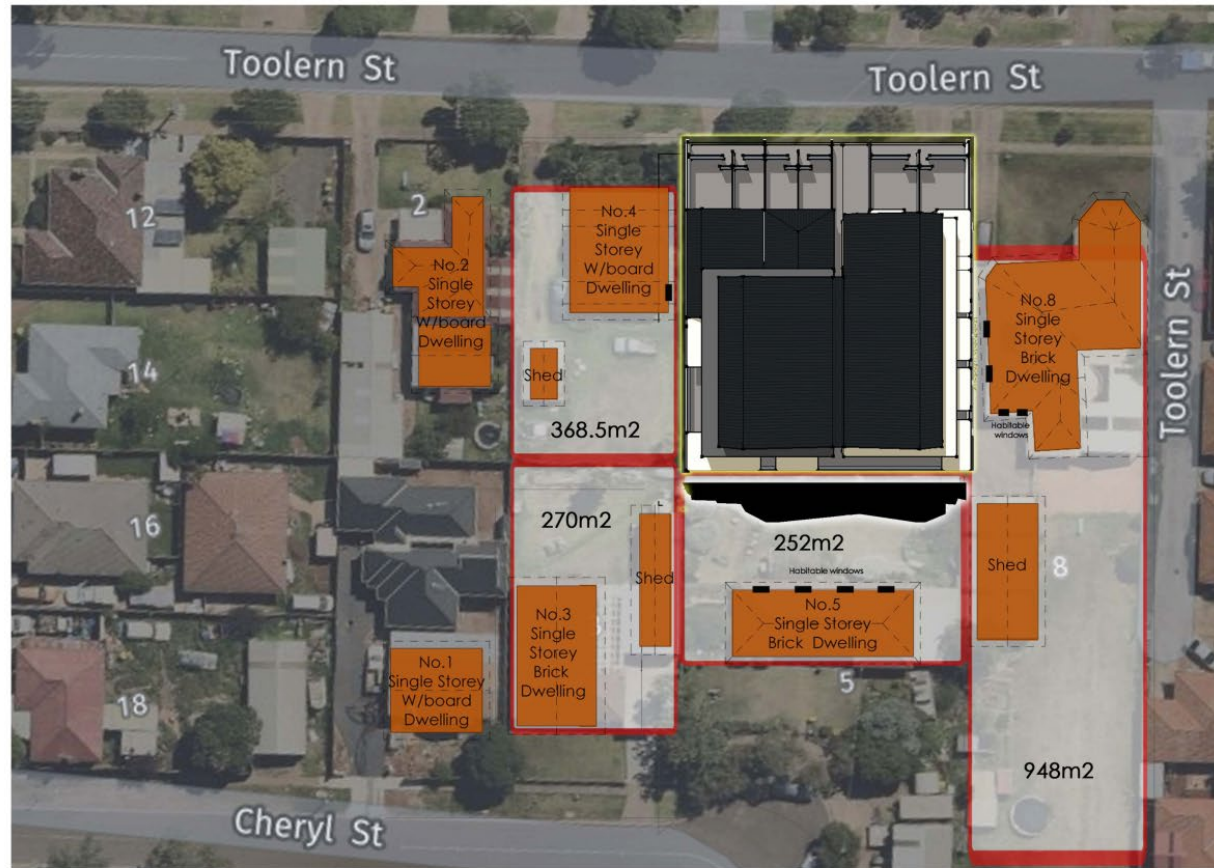 Toolern St
Toolern St
12
2
No.2
Single
Storey
W/board
Dwelling
No.4
Single
Storey
W/board
Dwelling
No.8
Single
Storey
Brick
Dwelling
Toolern St
14
Shed
368.5m2
Habitable
windows
16
270m2
Shed
252m2
Habitable windows
Shed
8
No.3
Single
Storey
Brick
Dwelling
No.5
Single Storey
Brick Dwelling
No.1
Single Storey
W/board
Dwelling
5
18
948m2
Cheryl St